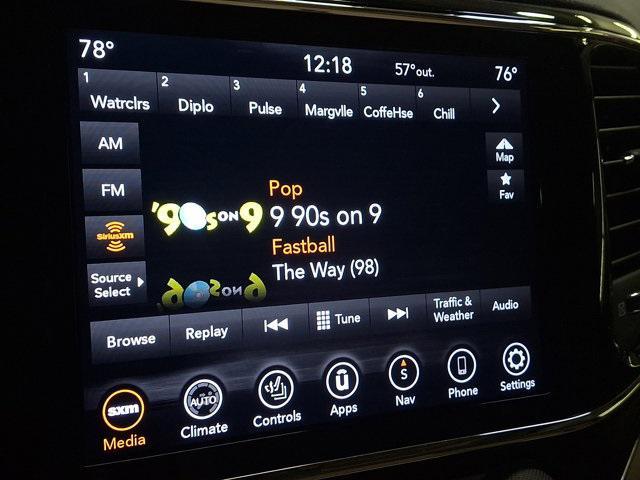 78° 12:18 57°out. 76°
1 Watrclrs 2 Diplo 3 Pulse 4 Margvlle 5 CoffeHse 6 Chill
AM
Map
FM
Fav
SiriusXM
Source Select
'90s ON 9
Pop
9 90s on 9
Fastball
The Way (98)
Browse Replay Tune Traffic & Weather Audio
sxm AUTO ū S
Media Climate Controls Apps Nav Phone Settings